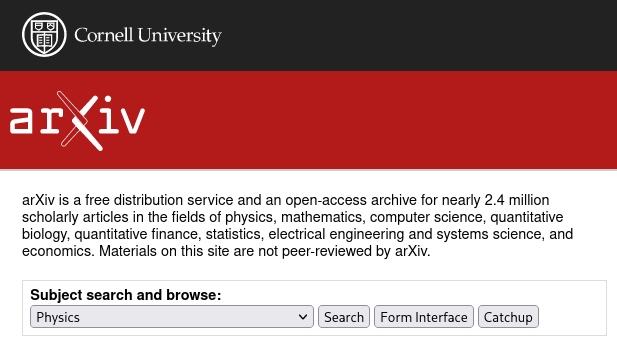 Cornell University
arXiv
arXiv is a free distribution service and an open-access archive for nearly 2.4 million
scholarly articles in the fields of physics, mathematics, computer science, quantitative
biology, quantitative finance, statistics, electrical engineering and systems science, and
economics. Materials on this site are not peer-reviewed by arXiv.
Subject search and browse:
Physics Search Form Interface Catchup